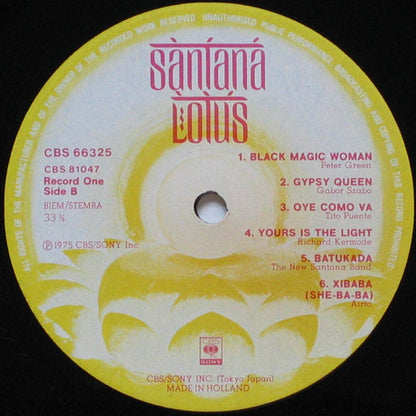 ALL RIGHTS OF THE MANUFACTURER AND OF THE OWNER OF THE RECORDED WORK RESERVED UNAUTHORISED PUBLIC PERFORMANCE BROADCASTING AND COPYING OF THIS RECORD PROHIBITED
santana
Lotus
CBS 66325
CBS 81047
Record One
Side B
BIEM/STEMRA
33 ⅓
℗ 1975 CBS/SONY Inc.
1. BLACK MAGIC WOMAN
Peter Green
2. GYPSY QUEEN
Gabor Szabo
3. OYE COMO VA
Tito Puente
4. YOURS IS THE LIGHT
Richard Kermode
5. BATUKADA
The New Santana Band
6. XIBABA
(SHE-BA-BA)
Airto
CBS
SONY
CBS/SONY INC. (Tokyo Japan)
MADE IN HOLLAND